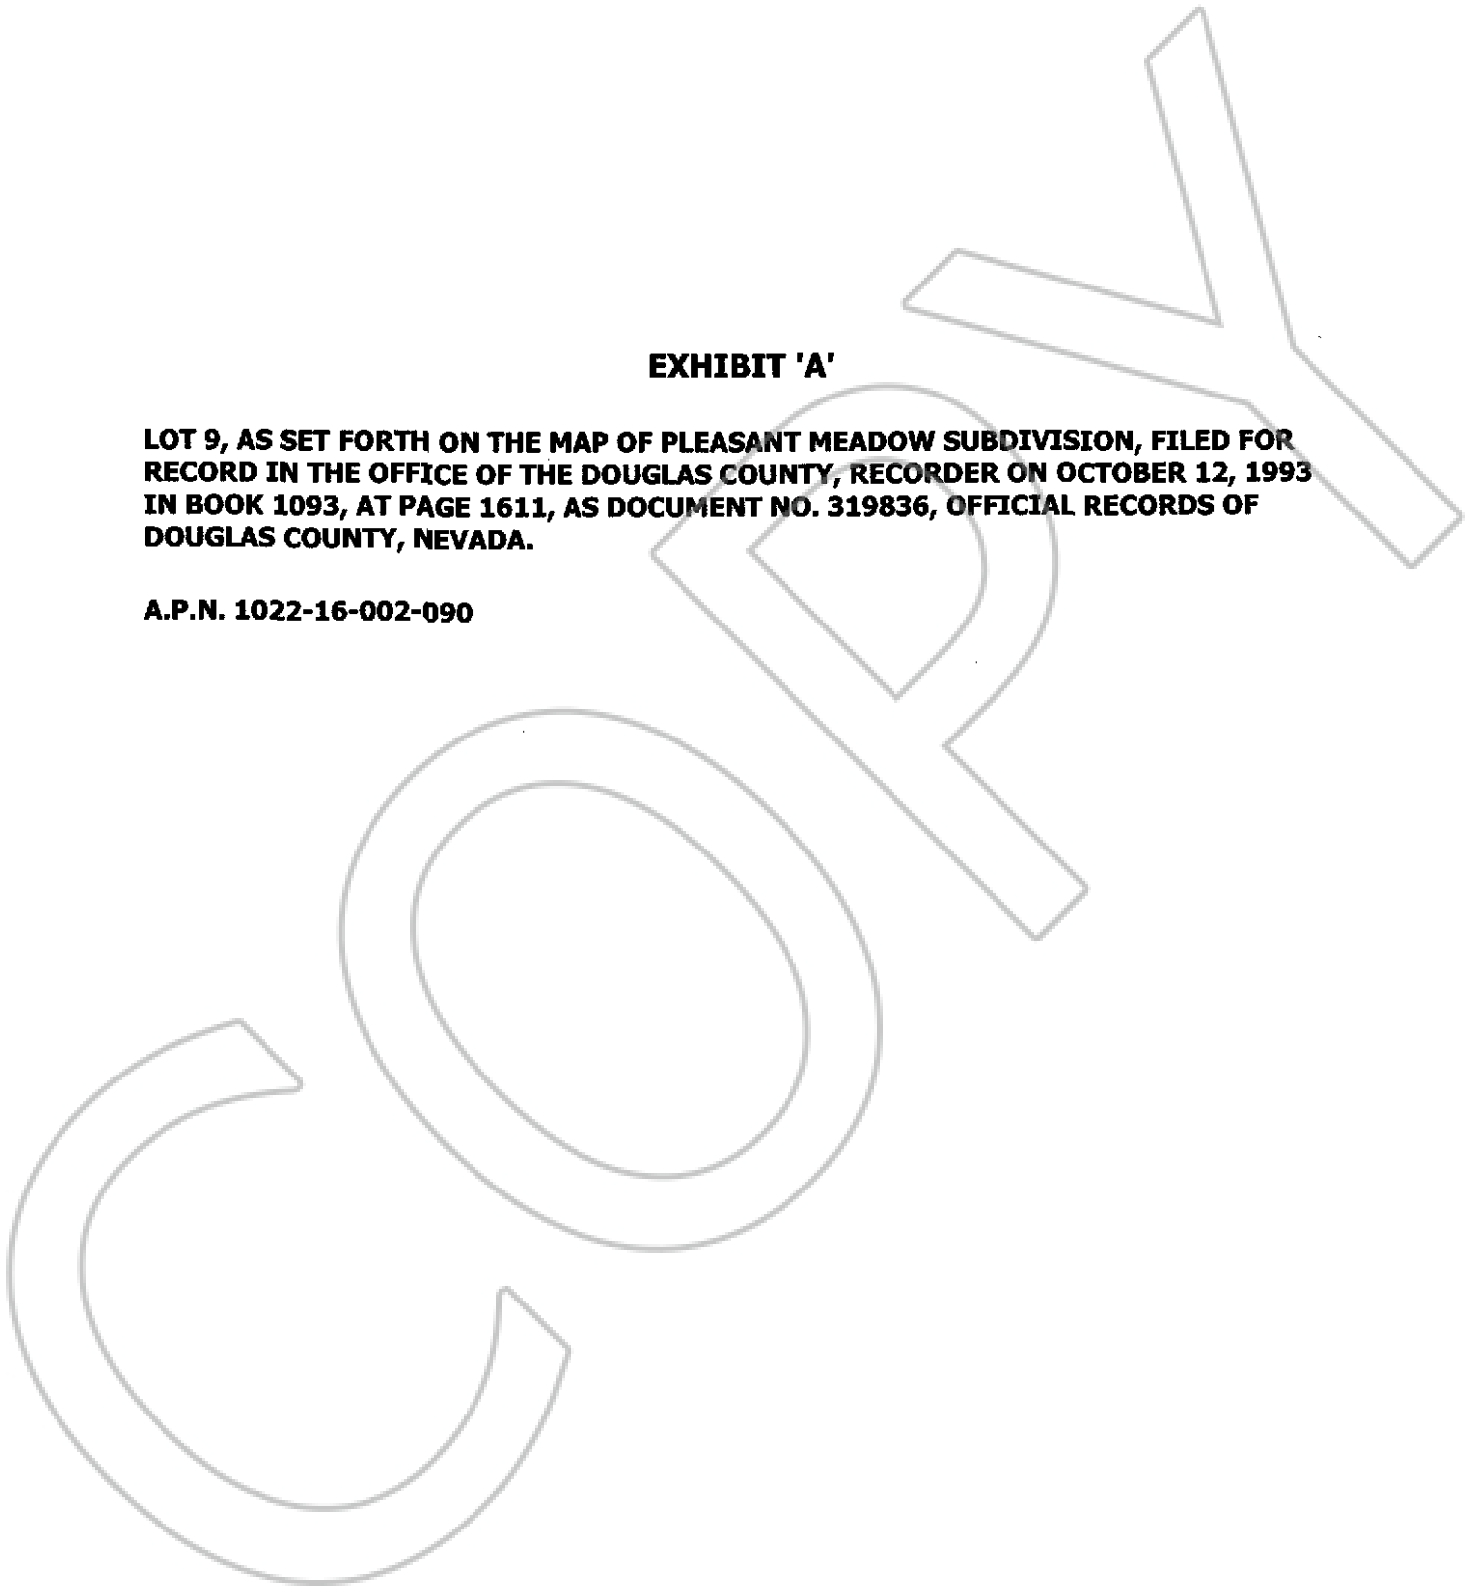 EXHIBIT 'A'
LOT 9, AS SET FORTH ON THE MAP OF PLEASANT MEADOW SUBDIVISION, FILED FOR
RECORD IN THE OFFICE OF THE DOUGLAS COUNTY, RECORDER ON OCTOBER 12, 1993
IN BOOK 1093, AT PAGE 1611, AS DOCUMENT NO. 319836, OFFICIAL RECORDS OF
DOUGLAS COUNTY, NEVADA.
A.P.N. 1022-16-002-090
COPY